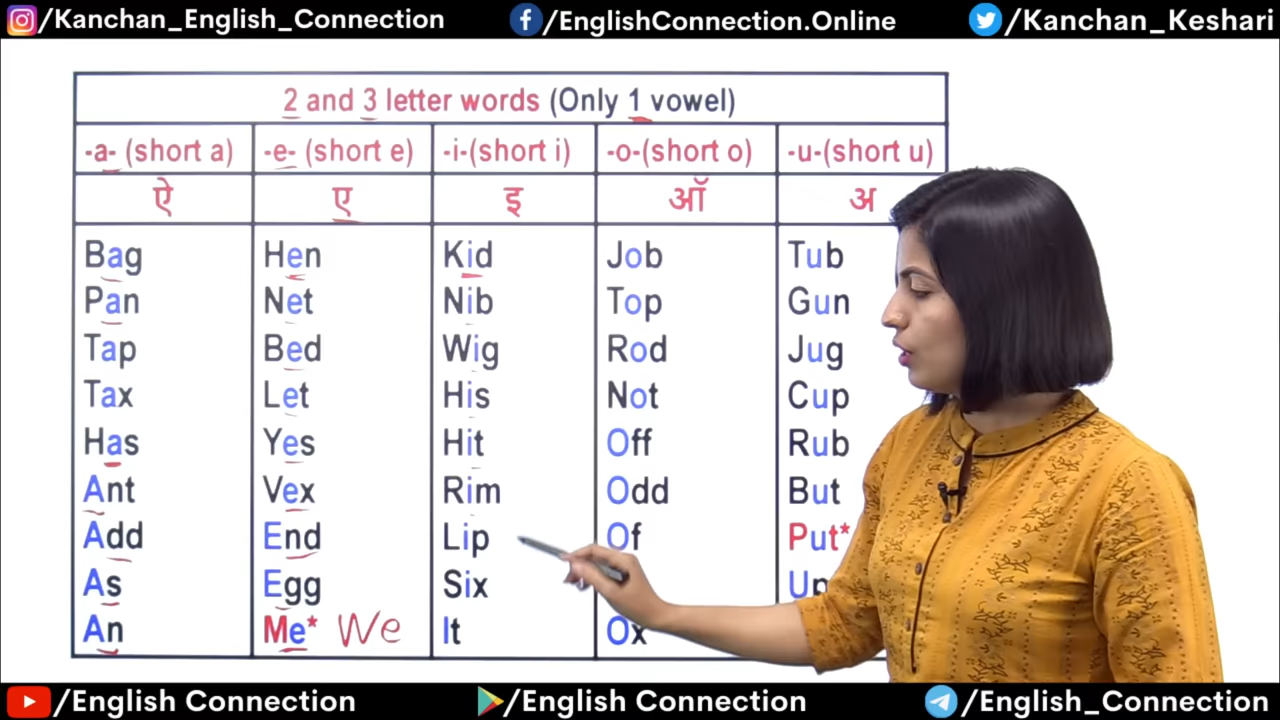 /Kanchan_English_Connection /EnglishConnection.Online /Kanchan_Keshari
2 and 3 letter words (Only 1 vowel)
-a- (short a) -e- (short e) -i-(short i) -o-(short o) -u-(short u)
ऐ ए इ ऑ अ
Bag Hen Kid Job Tub
Pan Net Nib Top Gun
Tap Bed Wig Rod Jug
Tax Let His Not Cup
Has Yes Hit Off Rub
Ant Vex Rim Odd But
Add End Lip Of Put*
As Egg Six Up
An Me* We It Ox
/English Connection /English Connection /English_Connection